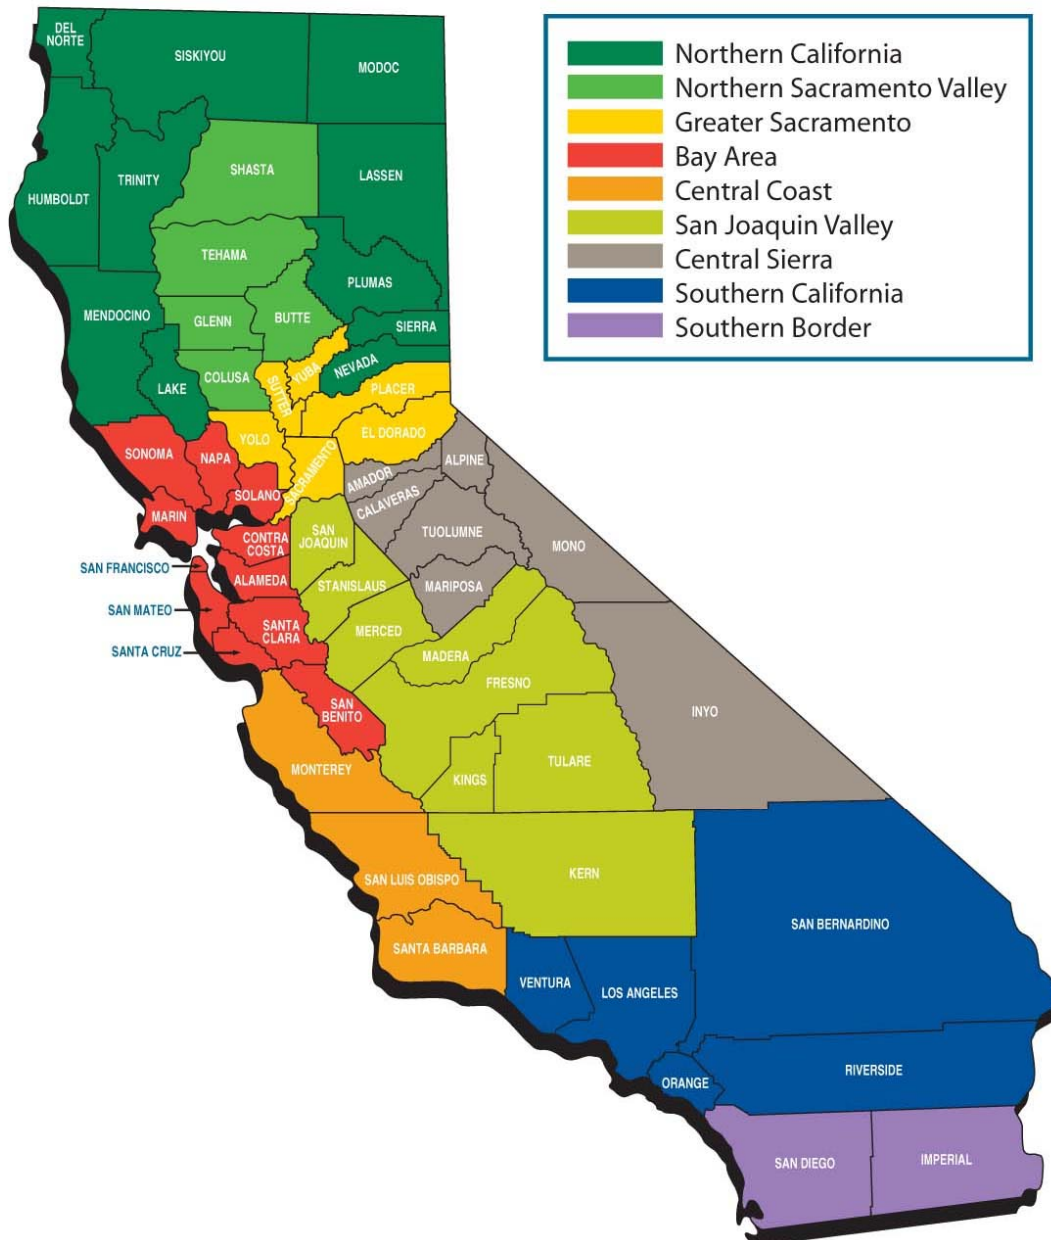 DEL
NORTE
SISKIYOU
MODOC
HUMBOLDT
TRINITY
SHASTA
LASSEN
TEHAMA
PLUMAS
MENDOCINO
GLENN
BUTTE
SIERRA
LAKE
COLUSA
SUTTER
YUBA
NEVADA
PLACER
SONOMA
NAPA
YOLO
SACRAMENTO
EL DORADO
SOLANO
AMADOR
ALPINE
MARIN
CALAVERAS
CONTRA
COSTA
SAN
JOAQUIN
TUOLUMNE
MONO
SAN FRANCISCO
ALAMEDA
STANISLAUS
MARIPOSA
SAN MATEO
SANTA
CLARA
MERCED
SANTA CRUZ
MADERA
FRESNO
SAN
BENITO
INYO
MONTEREY
KINGS
TULARE
SAN LUIS OBISPO
KERN
SAN BERNARDINO
SANTA BARBARA
VENTURA
LOS ANGELES
ORANGE
RIVERSIDE
SAN DIEGO
IMPERIAL
Northern California
Northern Sacramento Valley
Greater Sacramento
Bay Area
Central Coast
San Joaquin Valley
Central Sierra
Southern California
Southern Border